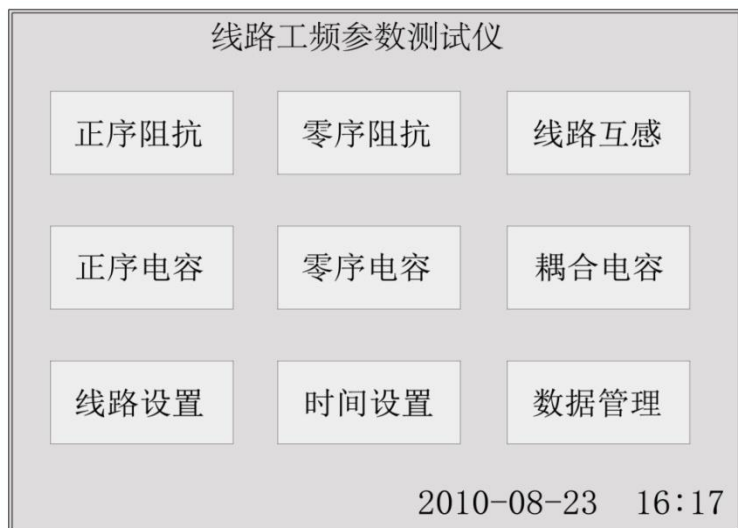 线路工频参数测试仪
正序阻抗 零序阻抗 线路互感
正序电容 零序电容 耦合电容
线路设置 时间设置 数据管理
2010-08-23 16:17